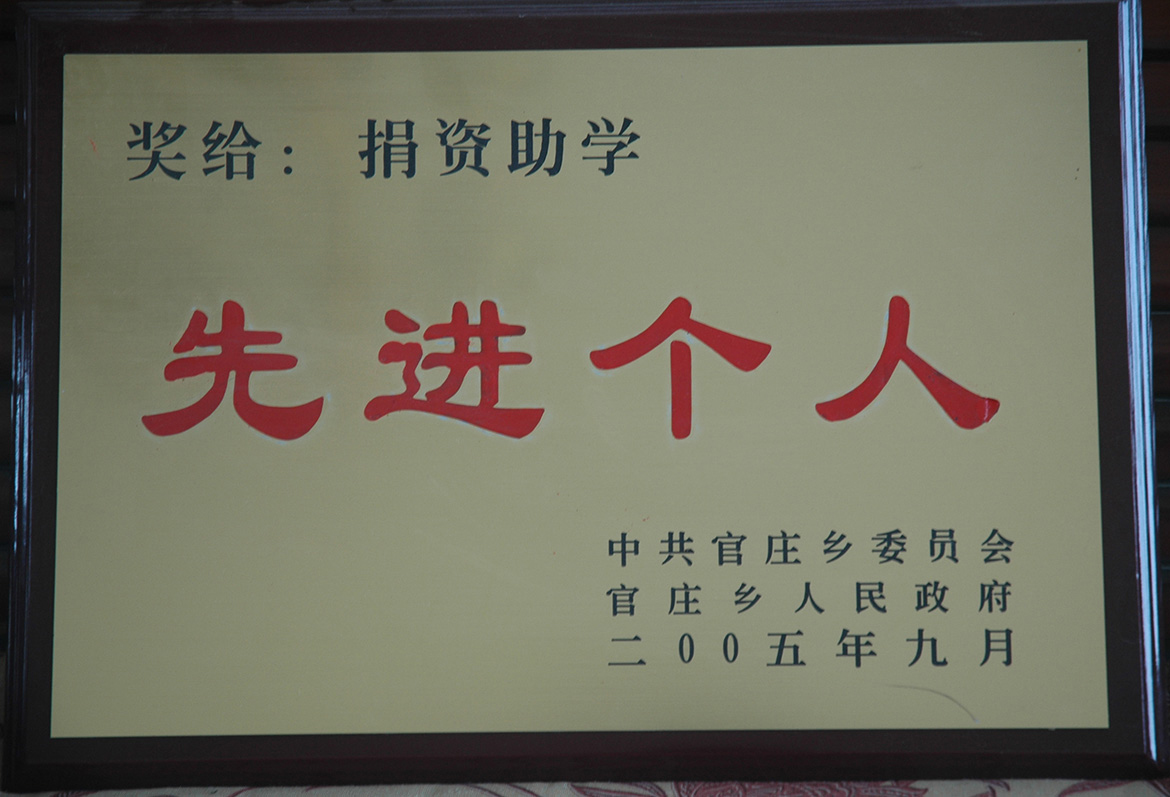 奖给：捐资助学
先进个人
中共官庄乡委员会
官庄乡人民政府
二00五年九月